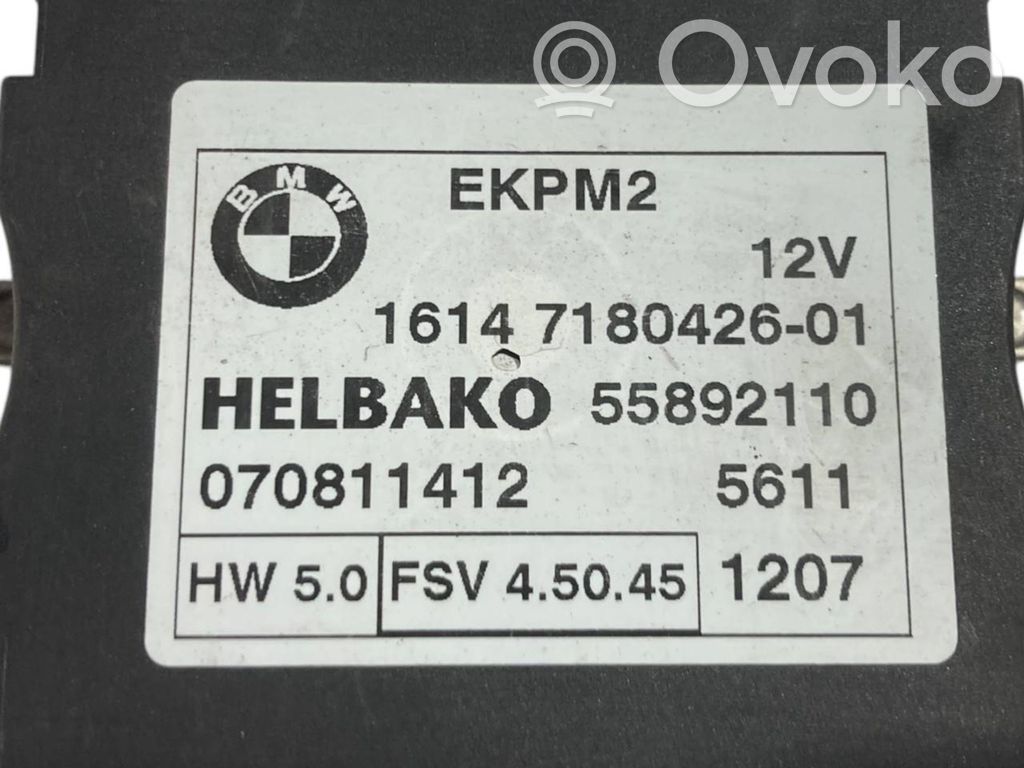 Ovoko
BMW
EKPM2
12V
1614 7180426-01
HELBAKO 55892110
070811412 5611
HW 5.0 FSV 4.50.45 1207